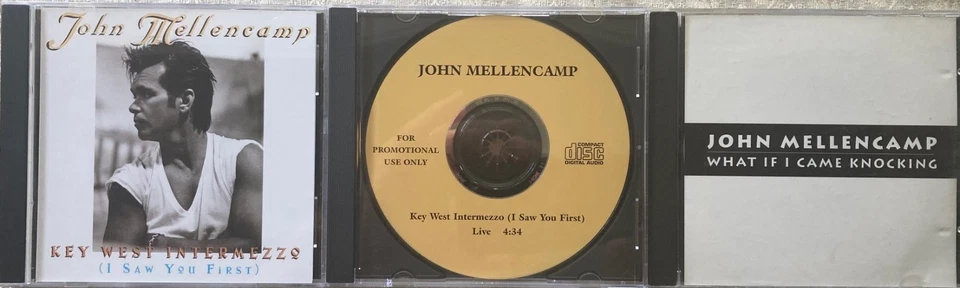 John Mellencamp
KEY WEST INTERMEZZO
(I SAW YOU FIRST)
JOHN MELLENCAMP
FOR
PROMOTIONAL
USE ONLY
COMPACT
disc
DIGITAL AUDIO
Key West Intermezzo (I Saw You First)
Live 4:34
JOHN MELLENCAMP
WHAT IF I CAME KNOCKING